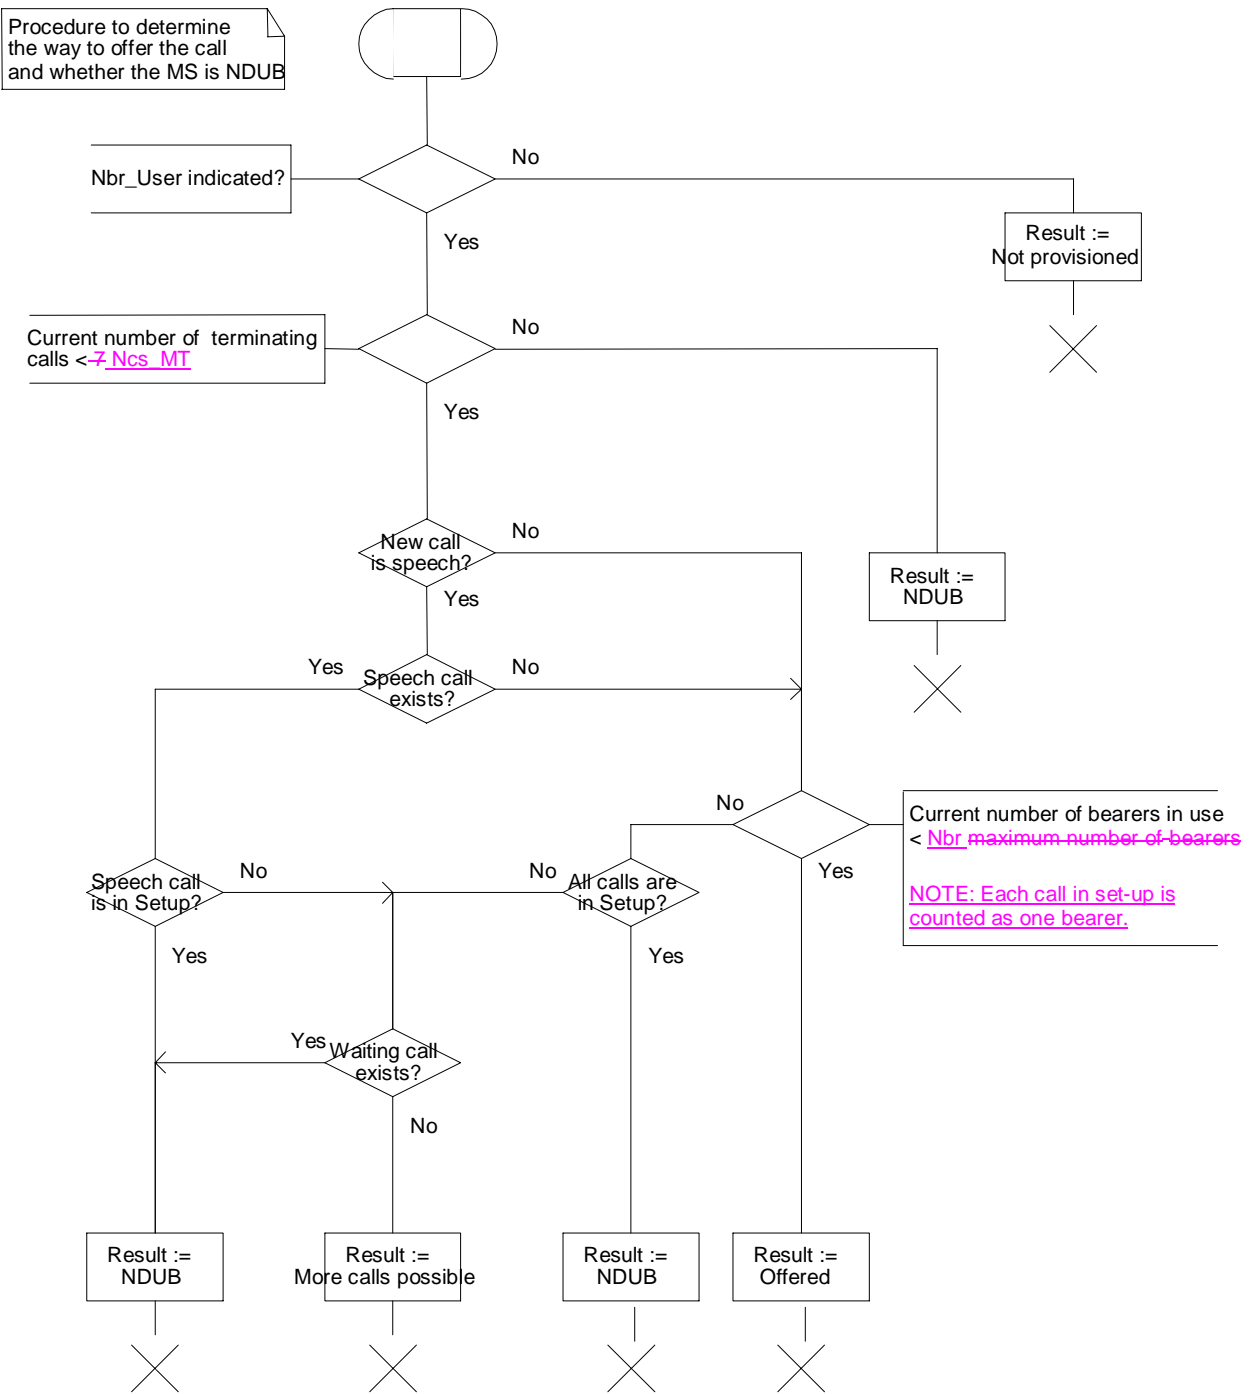 Procedure to determine
the way to offer the call
and whether the MS is NDUB
Nbr_User indicated?
No
Yes
Result :=
Not provisioned
Current number of terminating
calls < 7 Ncs_MT
No
Yes
New call
is speech?
No
Yes
Result :=
NDUB
Yes
Speech call
exists?
No
No
Current number of bearers in use
< Nbr maximum number of bearers
NOTE: Each call in set-up is
counted as one bearer.
Yes
Speech call
is in Setup?
No
No
All calls are
in Setup?
Yes
Yes
Yes
Waiting call
exists?
No
Result :=
NDUB
Result :=
More calls possible
Result :=
NDUB
Result :=
Offered